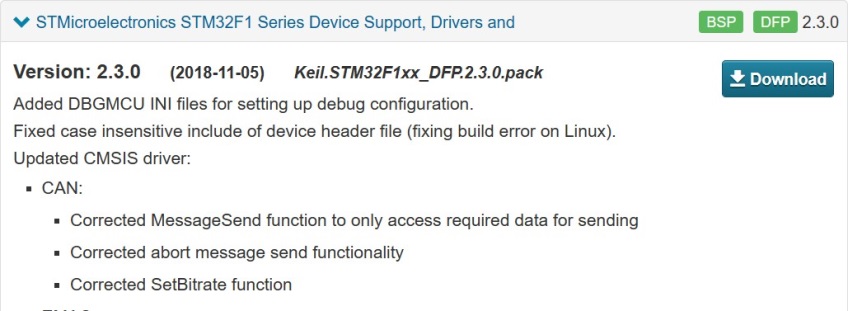 STMicroelectronics STM32F1 Series Device Support, Drivers and BSP DFP 2.3.0
Version: 2.3.0 (2018-11-05) Keil.STM32F1xx_DFP.2.3.0.pack Download
Added DBGMCU INI files for setting up debug configuration.
Fixed case insensitive include of device header file (fixing build error on Linux).
Updated CMSIS driver:
▪ CAN:
▪ Corrected MessageSend function to only access required data for sending
▪ Corrected abort message send functionality
▪ Corrected SetBitrate function